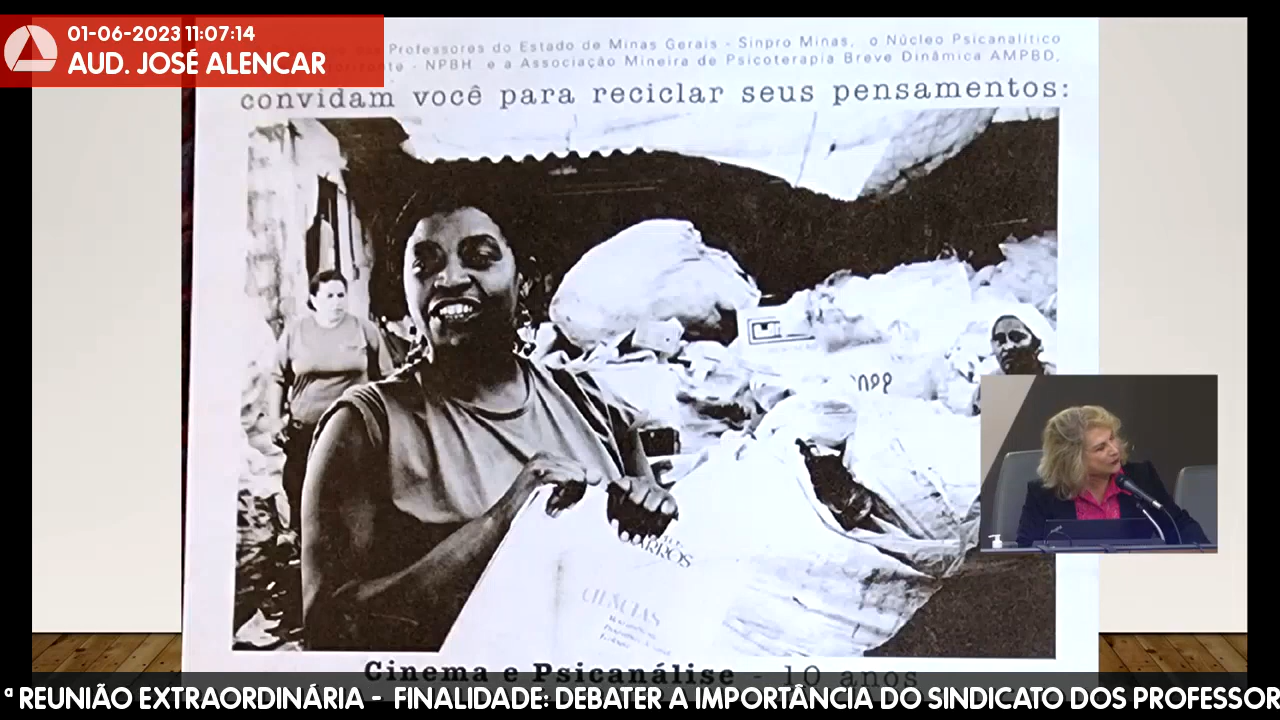 01-06-2023 11:07:14
AUD. JOSÉ ALENCAR
Professores do Estado de Minas Gerais - Sinpro Minas, o Núcleo Psicanalítico
- NPBH e a Associação Mineira de Psicoterapia Breve Dinâmica AMPBD,
convidam você para reciclar seus pensamentos:
BARROS
CIÊNCIAS
Cinema e Psicanálise - 10 anos
ª REUNIÃO EXTRAORDINÁRIA - FINALIDADE: DEBATER A IMPORTÂNCIA DO SINDICATO DOS PROFESSOR